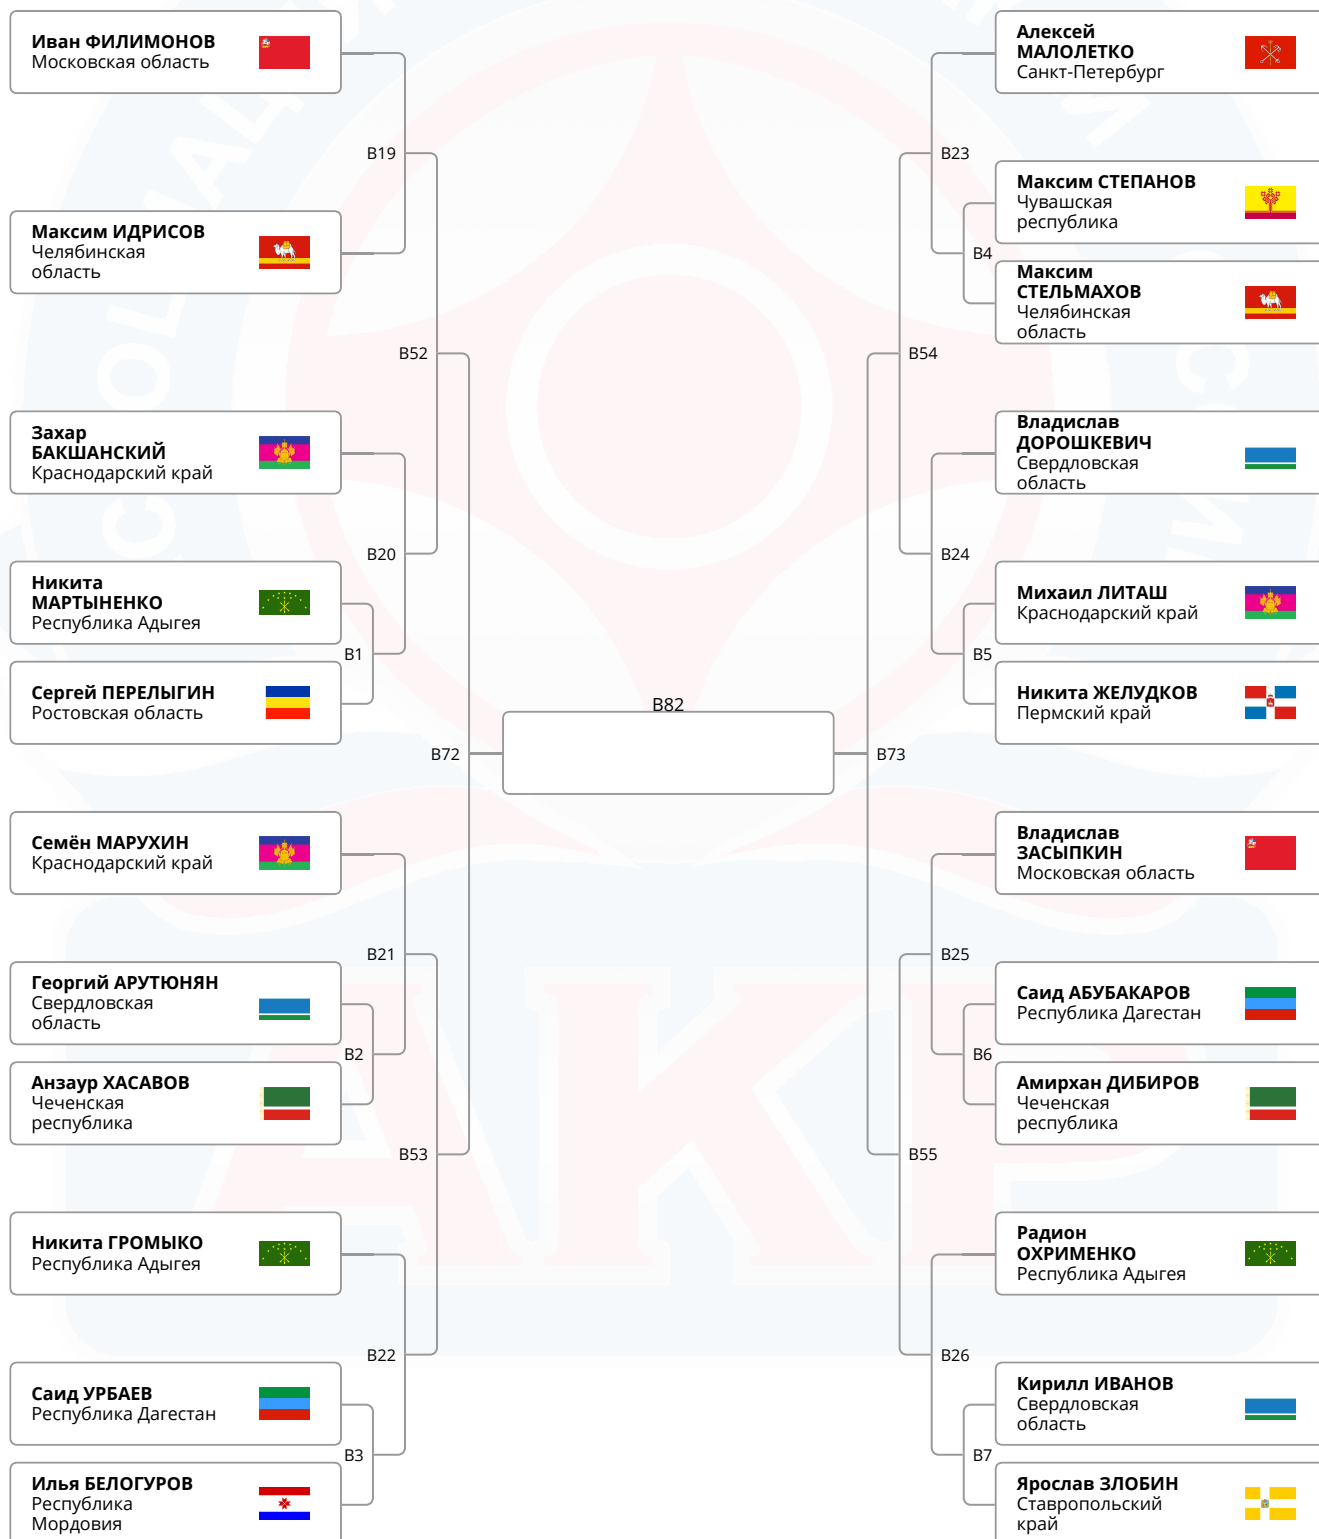 Иван ФИЛИМОНОВ
Московская область
B19
Максим ИДРИСОВ
Челябинская
область
B52
Захар
БАКШАНСКИЙ
Краснодарский край
B20
Никита
МАРТЫНЕНКО
Республика Адыгея
B1
Сергей ПЕРЕЛЫГИН
Ростовская область
B72
Семён МАРУХИН
Краснодарский край
B21
Георгий АРУТЮНЯН
Свердловская
область
B2
Анзаур ХАСАВОВ
Чеченская
республика
B53
Никита ГРОМЫКО
Республика Адыгея
B22
Саид УРБАЕВ
Республика Дагестан
B3
Илья БЕЛОГУРОВ
Республика
Мордовия
B82
Алексей
МАЛОЛЕТКО
Санкт-Петербург
B23
Максим СТЕПАНОВ
Чувашская
республика
B4
Максим
СТЕЛЬМАХОВ
Челябинская
область
B54
Владислав
ДОРОШКЕВИЧ
Свердловская
область
B24
Михаил ЛИТАШ
Краснодарский край
B5
Никита ЖЕЛУДКОВ
Пермский край
B73
Владислав
ЗАСЫПКИН
Московская область
B25
Саид АБУБАКАРОВ
Республика Дагестан
B6
Амирхан ДИБИРОВ
Чеченская
республика
B55
Радион
ОХРИМЕНКО
Республика Адыгея
B26
Кирилл ИВАНОВ
Свердловская
область
B7
Ярослав ЗЛОБИН
Ставропольский
край
АКР